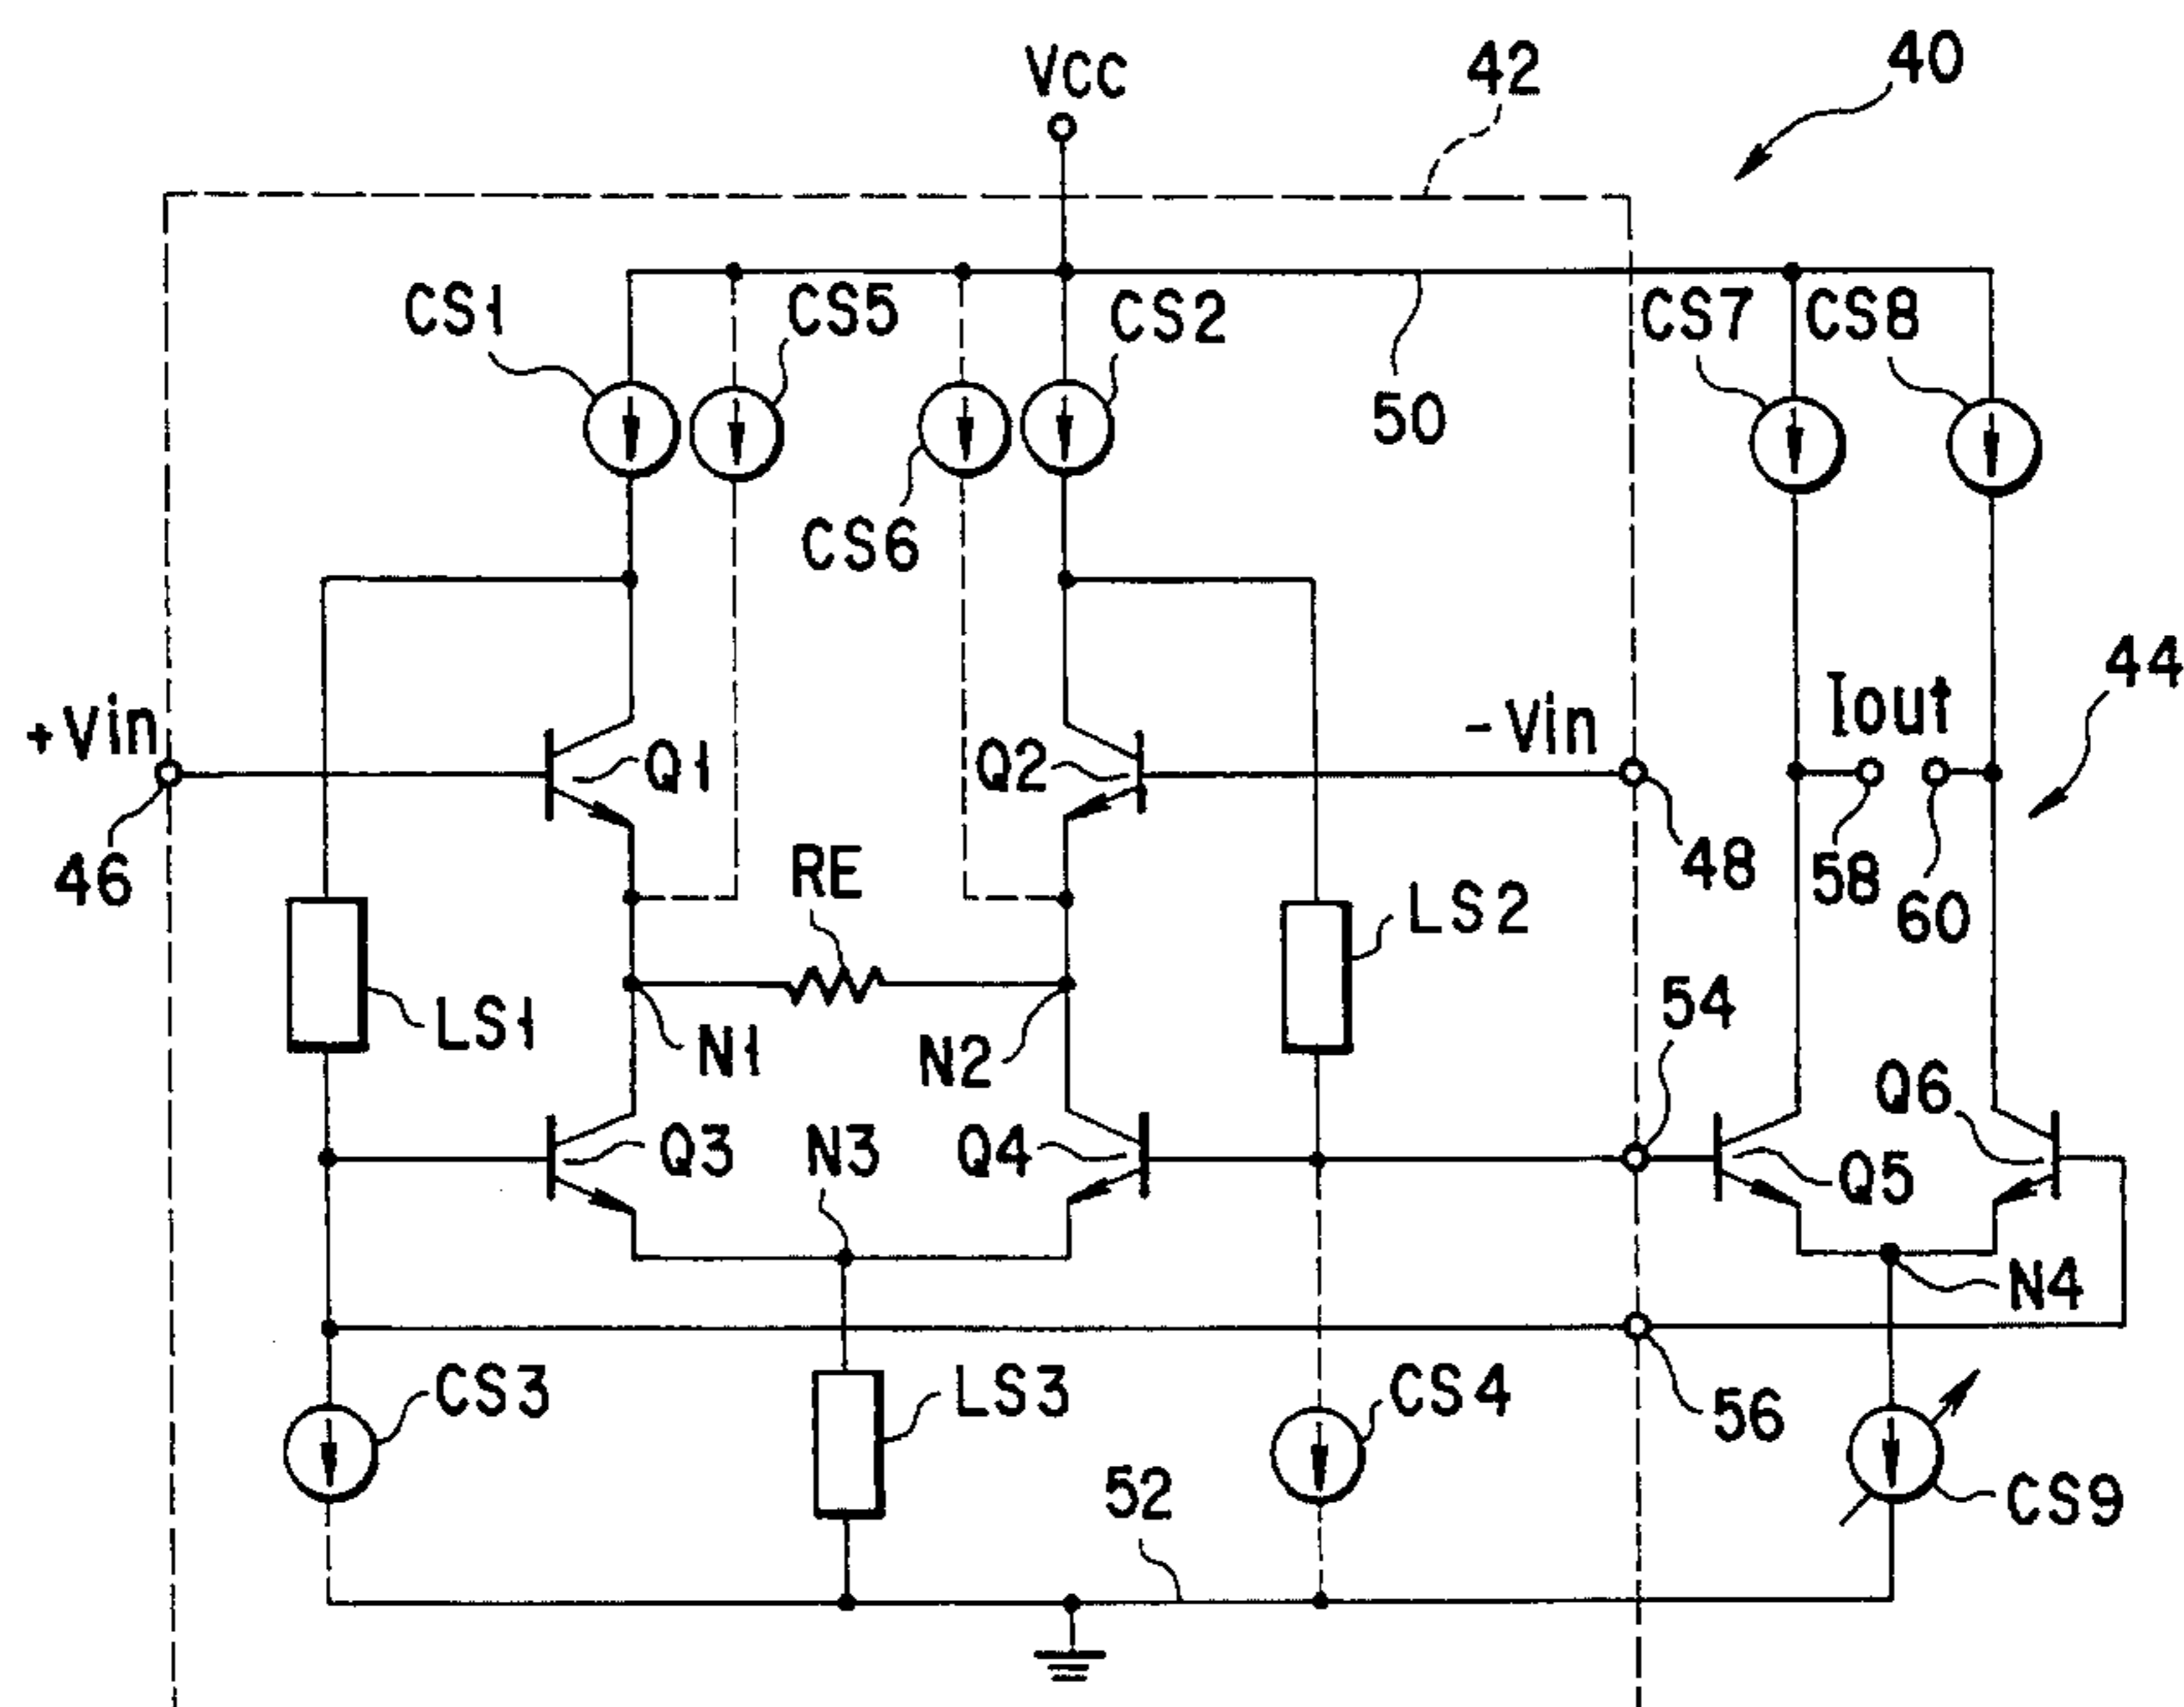 VCC
42
40
CS1
CS5
CS2
CS7
CS8
50
CS6
44
+Vin
Q1
Q2
-Vin
Iout
46
RE
48
58
60
LS2
LS1
N1
N2
54
Q6
Q3
N3
Q4
Q5
N4
CS3
LS3
CS4
56
52
CS9